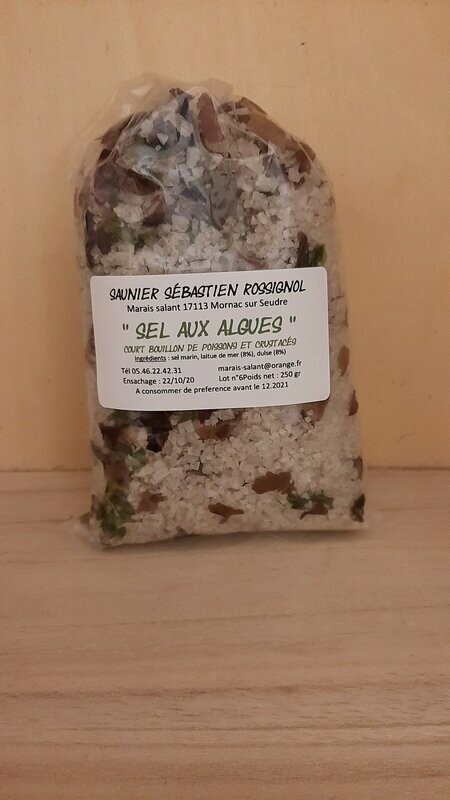 SAUNIER SÉBASTIEN ROSSIGNOL
Marais salant 17113 Mornac sur Seudre
" SEL AUX ALGUES "
COURT BOUILLON DE POISSONS ET CRUSTACÉS
Ingrédients : sel marin, laitue de mer (8%), dulse (8%)
Tél 05.46.22.42.31 marais-salant@orange.fr
Ensachage : 22/10/20 Lot n°6Poids net : 250 gr
A consommer de preference avant le 12.2021